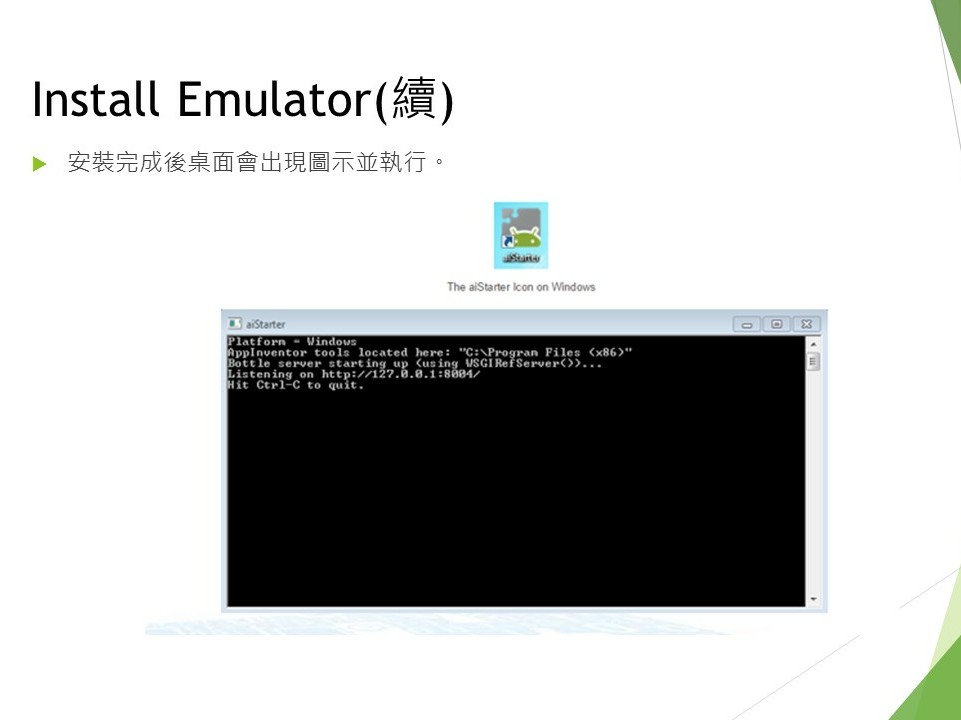 Install Emulator(續)
安裝完成後桌面會出現圖示並執行。
aiStarter
The aiStarter Icon on Windows
aiStarter
Platform = Windows
AppInventor tools located here: "C:\Program Files (x86)"
Bottle server starting up (using WSGIRefServer())...
Listening on http://127.0.0.1:8004/
Hit Ctrl-C to quit.